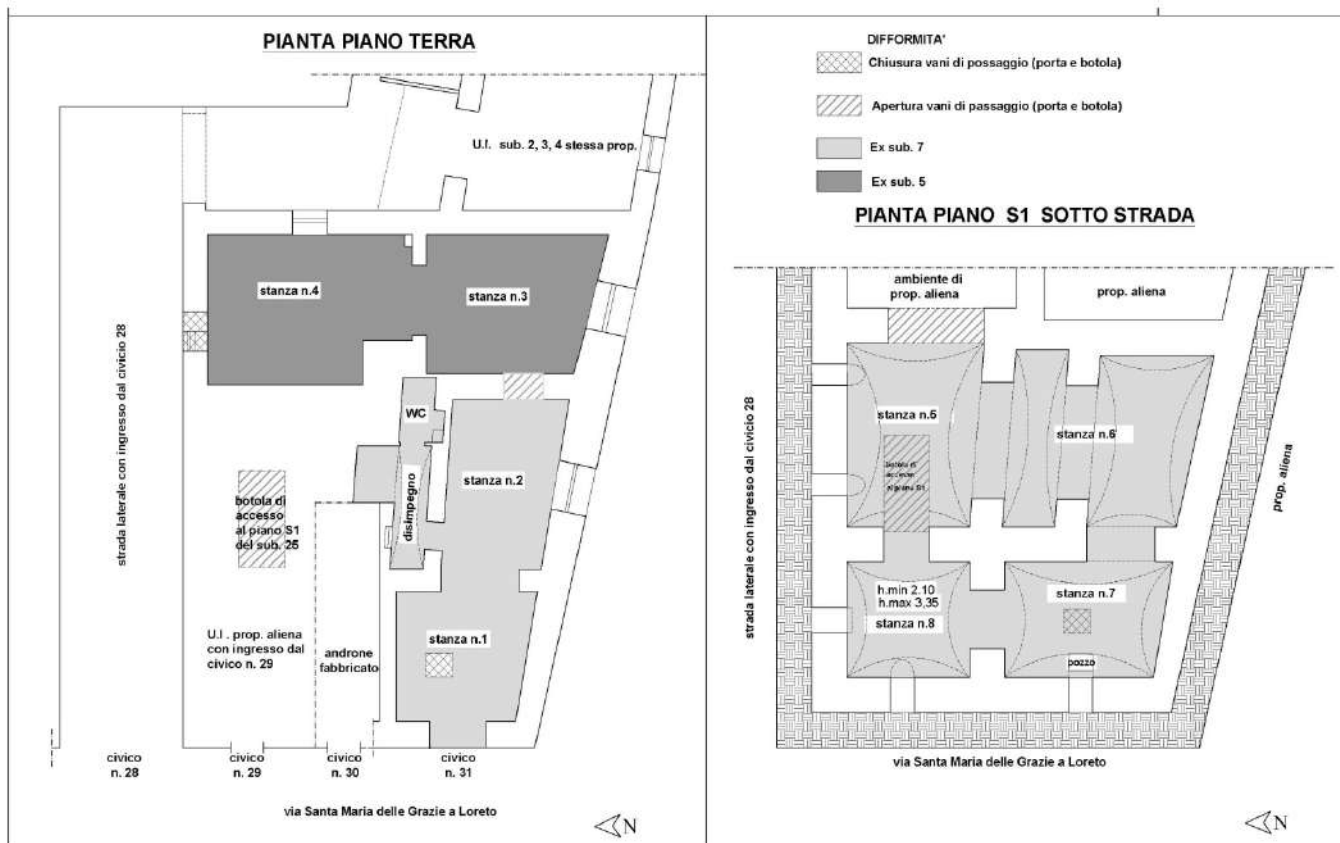 PIANTA PIANO TERRA
U.I. sub. 2, 3, 4 stessa prop.
stanza n.4
stanza n.3
strada laterale con ingresso dal civicio 28
WC
stanza n.2
disimpegno
botola di
accesso
al piano S1
del sub. 25
stanza n.1
U.I. prop. aliena
con ingresso dal
civico n. 29
androne
fabbricato
civico
n. 28
civico
n. 29
civico
n. 30
civico
n. 31
via Santa Maria delle Grazie a Loreto
N
DIFFORMITA'
Chiusura vani di possaggio (porta e botola)
Apertura vani di passaggio (porta e botola)
Ex sub. 7
Ex sub. 5
PIANTA PIANO S1 SOTTO STRADA
ambiente di
prop. aliena
prop. aliena
stanza n.5
stanza n.6
botola di
accesso
al piano S1
strada laterale con ingresso dal civicio 28
prop. aliena
h.min 2.10
h.max 3,35
stanza n.8
stanza n.7
pozzo
via Santa Maria delle Grazie a Loreto
N